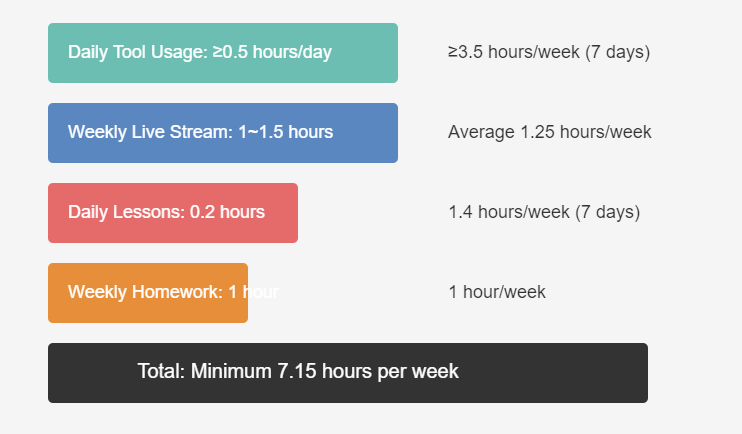 Daily Tool Usage: ≥0.5 hours/day ≥3.5 hours/week (7 days)
Weekly Live Stream: 1~1.5 hours Average 1.25 hours/week
Daily Lessons: 0.2 hours 1.4 hours/week (7 days)
Weekly Homework: 1 hour 1 hour/week
Total: Minimum 7.15 hours per week